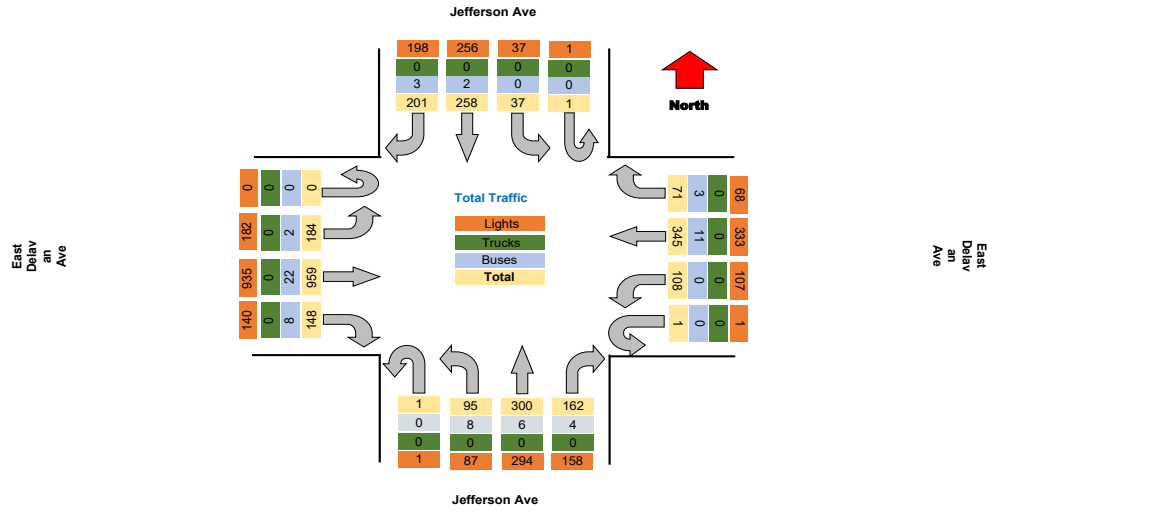 Jefferson Ave
198 256 37 1
0 0 0 0
3 2 0 0
201 258 37 1
North
0 0 0 0
182 0 2 184
935 0 22 959
140 0 8 148
East
Delav
an
Ave
Total Traffic
Lights
Trucks
Buses
Total
71 3 0 68
345 11 0 333
108 0 0 107
1 0 0 1
East
Delav
an
Ave
1 95 300 162
0 8 6 4
0 0 0 0
1 87 294 158
Jefferson Ave